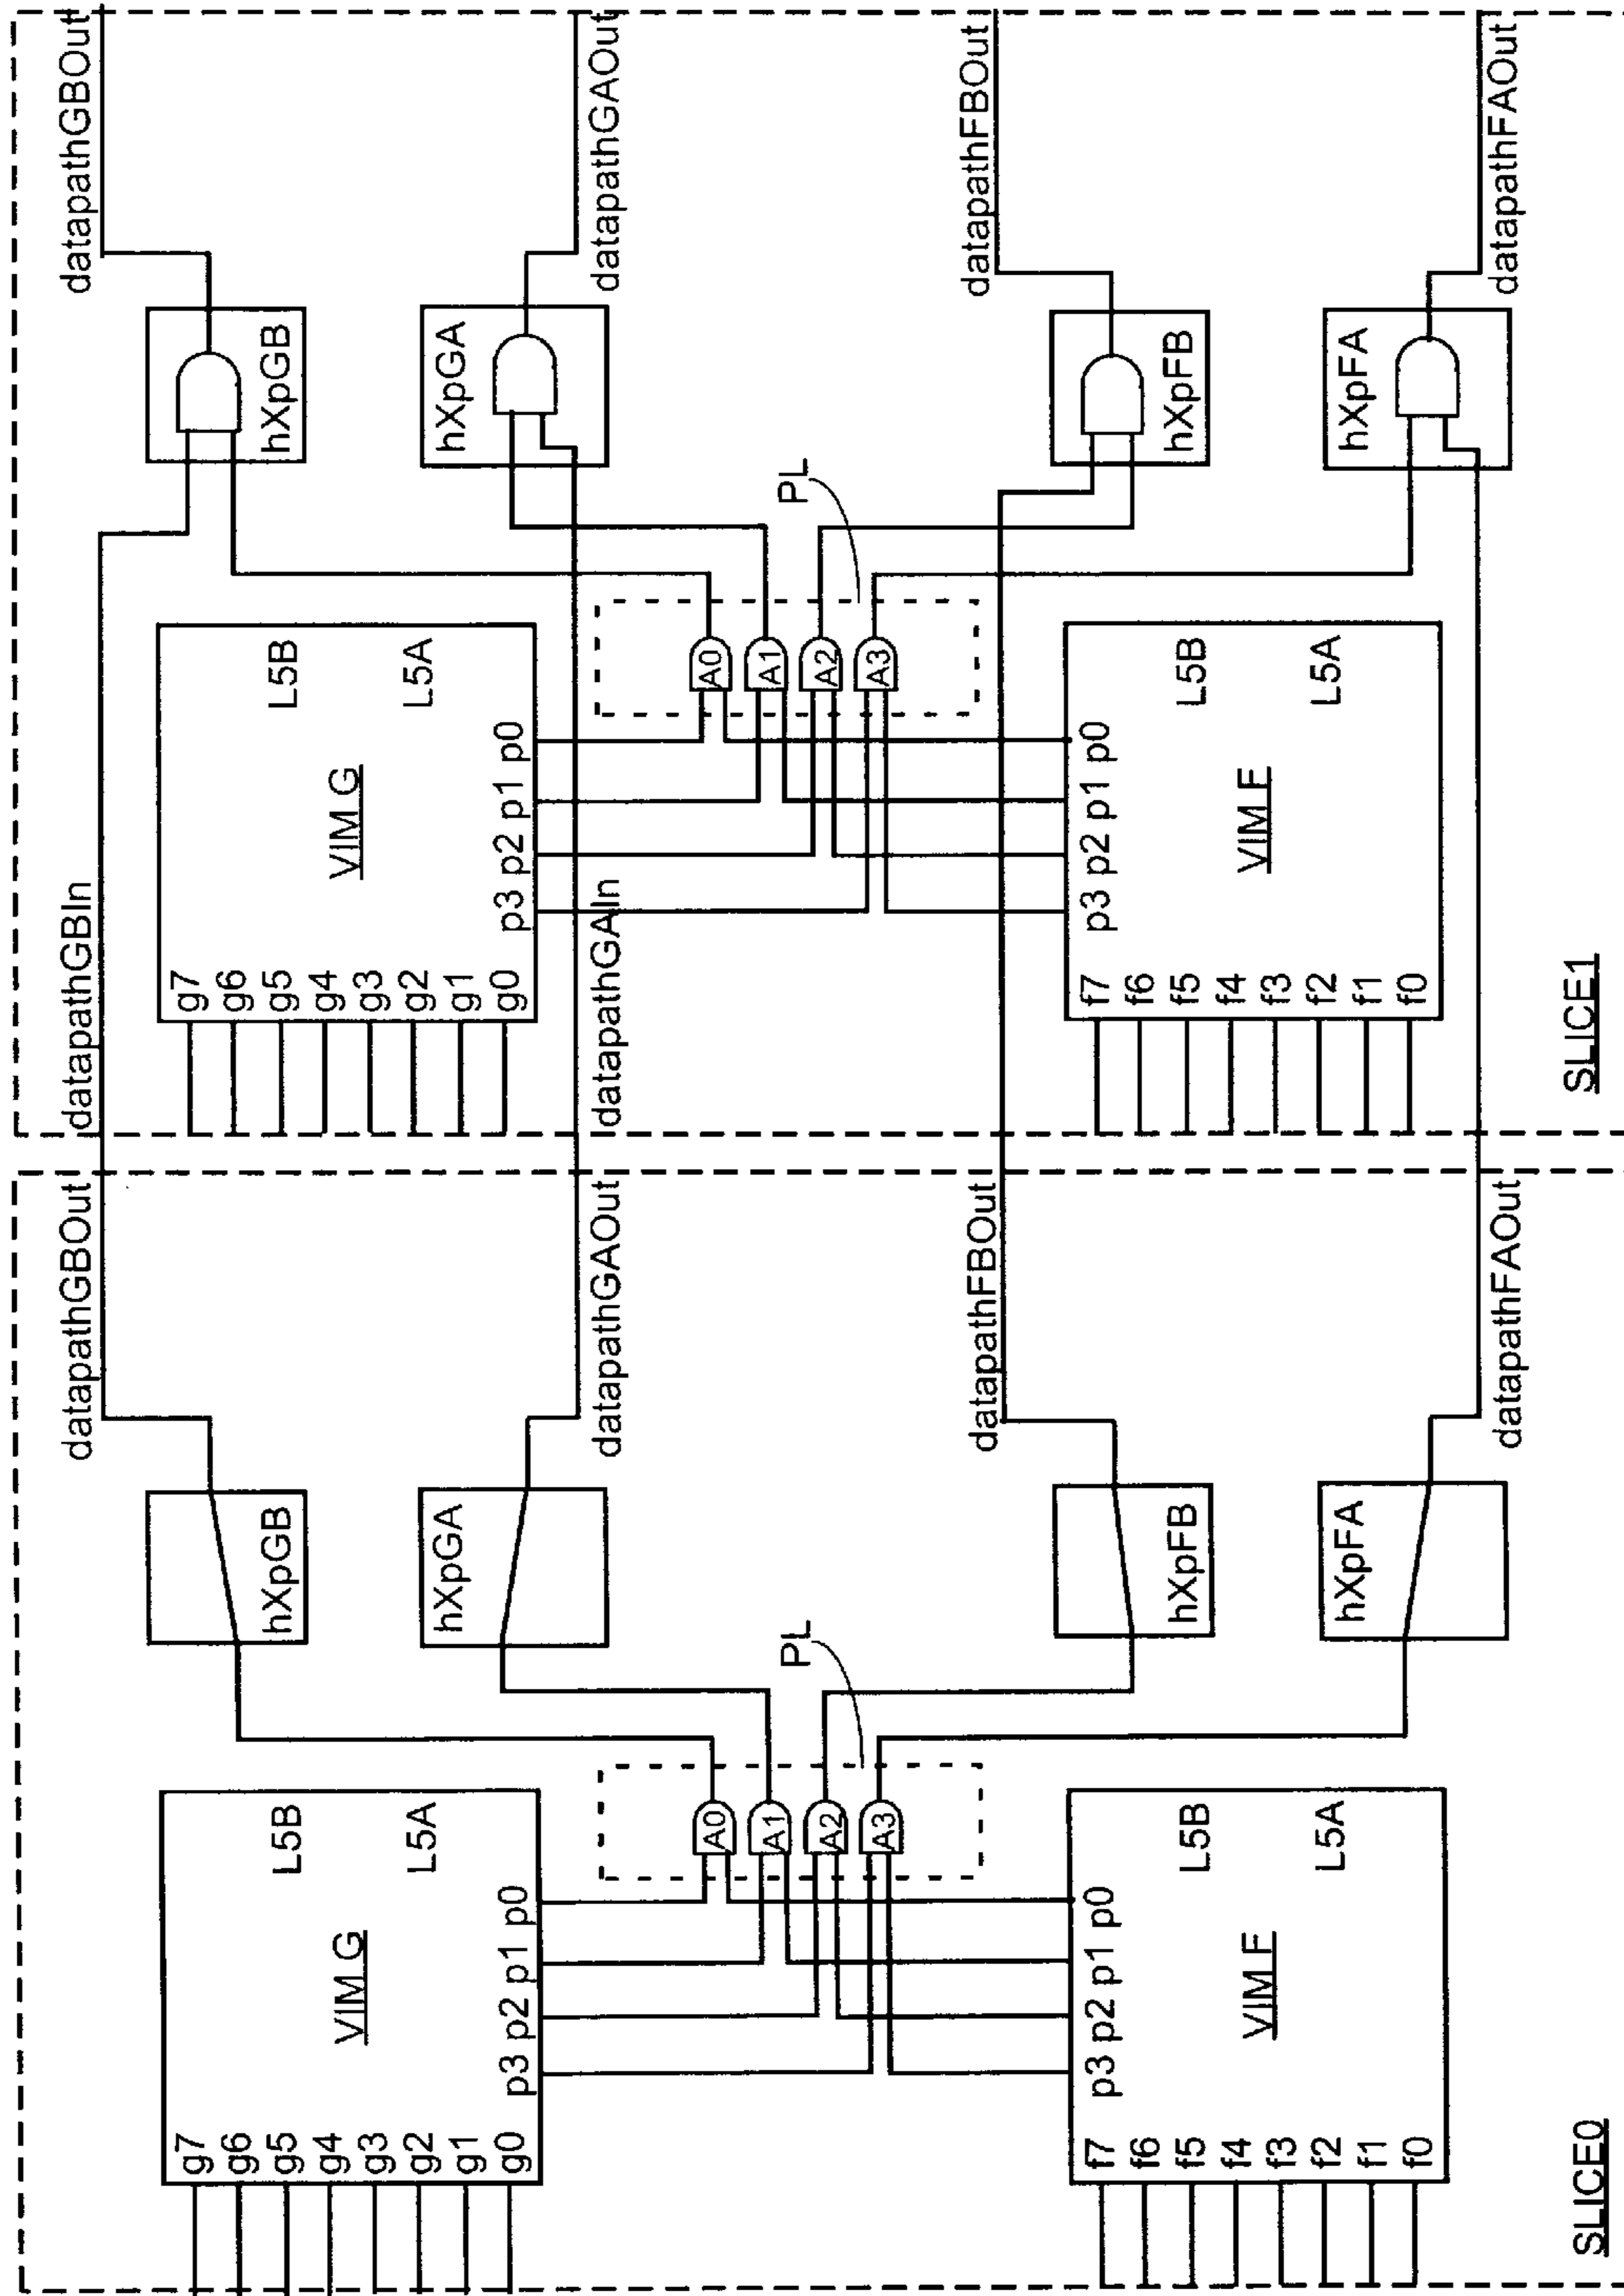 datapathGBOut
datapathGBIn
datapathGBOut
hXpGB
hXpGB
g7
g6
g5
g4
g3
g2
g1
g0
VIM G
L5B
L5A
p3 p2 p1 p0
g7
g6
g5
g4
g3
g2
g1
g0
VIM G
L5B
L5A
p3 p2 p1 p0
hXpGA
hXpGA
datapathGAOut
datapathGAIn
datapathGAOut
A0
A1
A2
A3
PL
A0
A1
A2
A3
PL
datapathFBOut
datapathFBOut
f7
f6
f5
f4
f3
f2
f1
f0
p3 p2 p1 p0
VIM F
L5B
L5A
f7
f6
f5
f4
f3
f2
f1
f0
p3 p2 p1 p0
VIM F
L5B
L5A
hXpFB
hXpFB
hXpFA
hXpFA
datapathFAOut
datapathFAOut
SLICE0
SLICE1